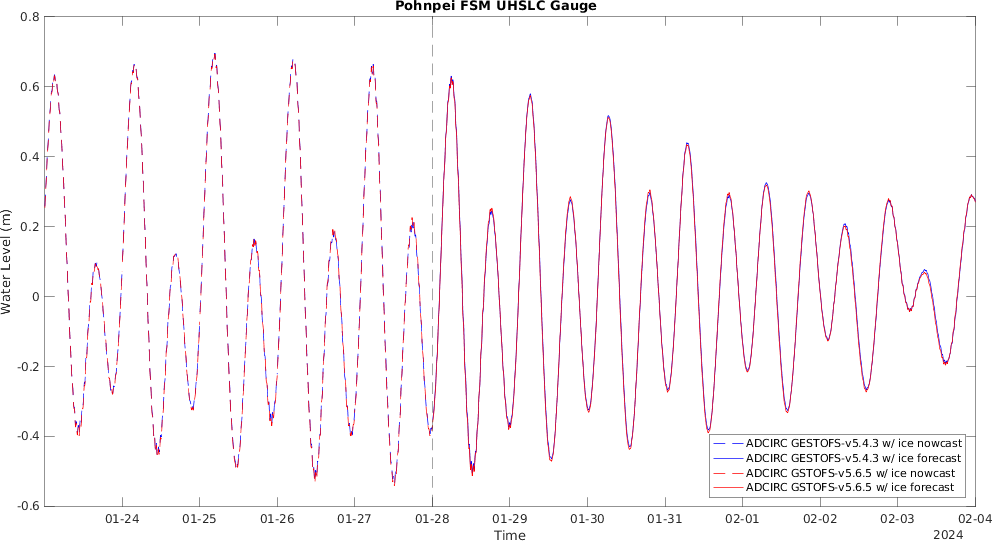 Pohnpei FSM UHSLC Gauge
0.8
0.6
0.4
0.2
0
-0.2
-0.4
-0.6
Water Level (m)
ADCIRC GESTOFS-v5.4.3 w/ ice nowcast
ADCIRC GESTOFS-v5.4.3 w/ ice forecast
ADCIRC GSTOFS-v5.6.5 w/ ice nowcast
ADCIRC GSTOFS-v5.6.5 w/ ice forecast
01-24 01-25 01-26 01-27 01-28 01-29 01-30 01-31 02-01 02-02 02-03 02-04
Time
2024